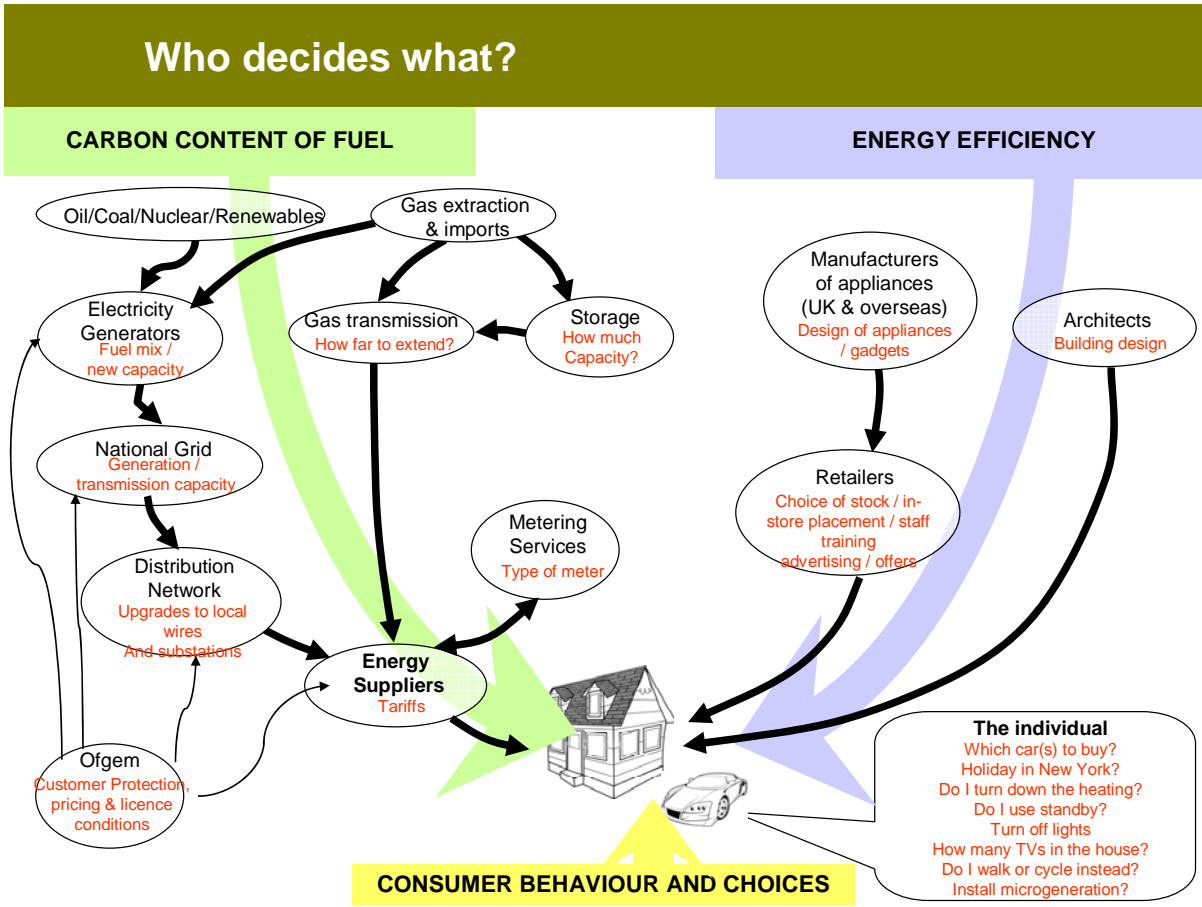 Who decides what?
CARBON CONTENT OF FUEL
ENERGY EFFICIENCY
Oil/Coal/Nuclear/Renewables
Gas extraction
& imports
Manufacturers
of appliances
(UK & overseas)
Design of appliances
/ gadgets
Architects
Building design
Electricity
Generators
Fuel mix /
new capacity
Gas transmission
How far to extend?
Storage
How much
Capacity?
National Grid
Generation /
transmission capacity
Retailers
Choice of stock / in-
store placement / staff
training
advertising / offers
Metering
Services
Type of meter
Distribution
Network
Upgrades to local
wires
And substations
Energy
Suppliers
Tariffs
Ofgem
Customer Protection,
pricing & licence
conditions
The individual
Which car(s) to buy?
Holiday in New York?
Do I turn down the heating?
Do I use standby?
Turn off lights
How many TVs in the house?
Do I walk or cycle instead?
Install microgeneration?
CONSUMER BEHAVIOUR AND CHOICES